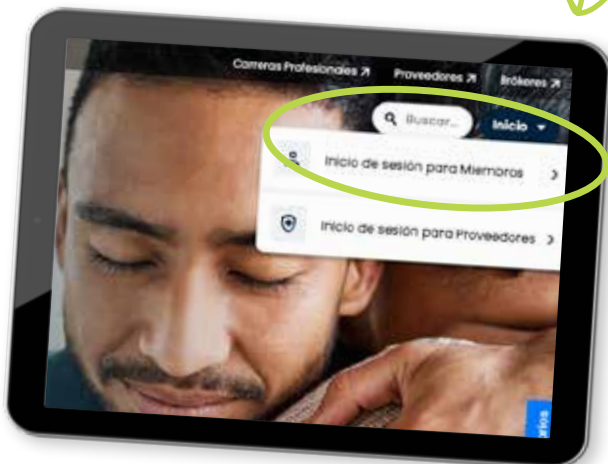 Carreras Profesionales ↗ Proveedores ↗ Brókeres ↗
Buscar... Inicio
Inicio de sesión para Miembros
Inicio de sesión para Proveedores